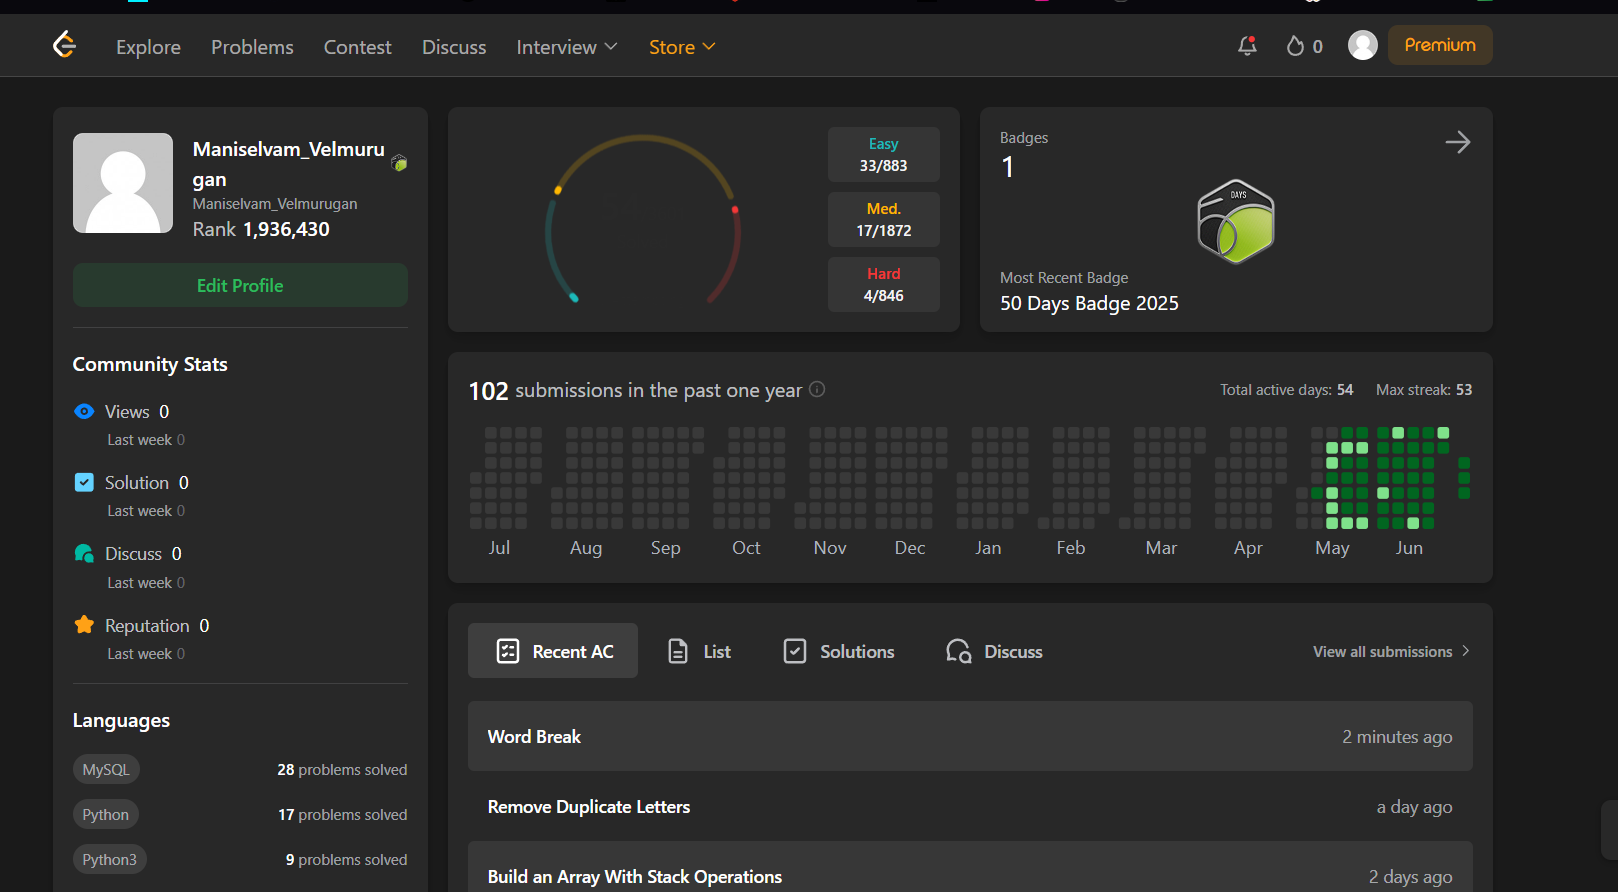 Explore Problems Contest Discuss Interview Store 0 Premium
Maniselvam_Velmuru
gan
Maniselvam_Velmurugan
Rank 1,936,430
Edit Profile
Community Stats
Views 0
Last week 0
Solution 0
Last week 0
Discuss 0
Last week 0
Reputation 0
Last week 0
Languages
MySQL 28 problems solved
Python 17 problems solved
Python3 9 problems solved
Easy
33/883
Med.
17/1872
Hard
4/846
Badges
1
DAYS
Most Recent Badge
50 Days Badge 2025
102 submissions in the past one year Total active days: 54 Max streak: 53
Jul Aug Sep Oct Nov Dec Jan Feb Mar Apr May Jun
Recent AC List Solutions Discuss View all submissions
Word Break 2 minutes ago
Remove Duplicate Letters a day ago
Build an Array With Stack Operations 2 days ago